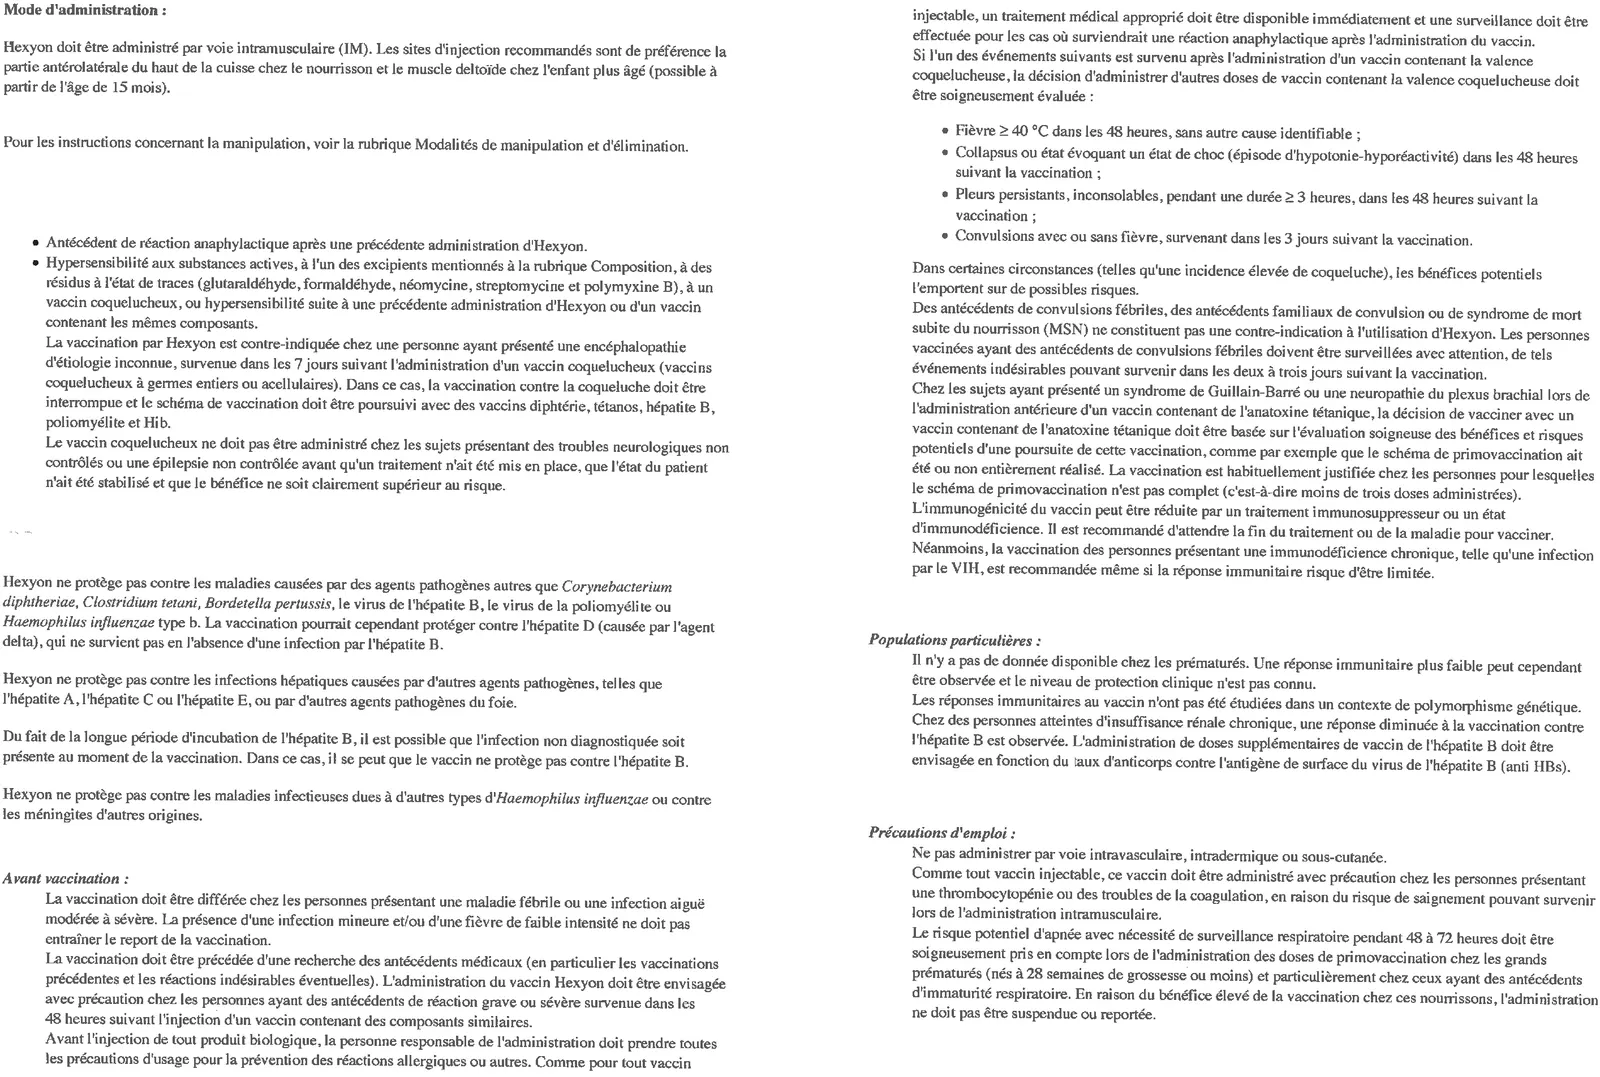 Mode d'administration :
Hexyon doit être administré par voie intramusculaire (IM). Les sites d'injection recommandés sont de préférence la
partie antérolatérale du haut de la cuisse chez le nourrisson et le muscle deltoïde chez l'enfant plus âgé (possible à
partir de l'âge de 15 mois).
Pour les instructions concernant la manipulation, voir la rubrique Modalités de manipulation et d'élimination.
• Antécédent de réaction anaphylactique après une précédente administration d'Hexyon.
• Hypersensibilité aux substances actives, à l'un des excipients mentionnés à la rubrique Composition, à des
résidus à l'état de traces (glutaraldéhyde, formaldéhyde, néomycine, streptomycine et polymyxine B), à un
vaccin coquelucheux, ou hypersensibilité suite à une précédente administration d'Hexyon ou d'un vaccin
contenant les mêmes composants.
La vaccination par Hexyon est contre-indiquée chez une personne ayant présenté une encéphalopathie
d'étiologie inconnue, survenue dans les 7 jours suivant l'administration d'un vaccin coquelucheux (vaccins
coquelucheux à germes entiers ou acellulaires). Dans ce cas, la vaccination contre la coqueluche doit être
interrompue et le schéma de vaccination doit être poursuivi avec des vaccins diphtérie, tétanos, hépatite B,
poliomyélite et Hib.
Le vaccin coquelucheux ne doit pas être administré chez les sujets présentant des troubles neurologiques non
contrôlés ou une épilepsie non contrôlée avant qu'un traitement n'ait été mis en place, que l'état du patient
n'ait été stabilisé et que le bénéfice ne soit clairement supérieur au risque.
Hexyon ne protège pas contre les maladies causées par des agents pathogènes autres que Corynebacterium
diphtheriae, Clostridium tetani, Bordetella pertussis, le virus de l'hépatite B, le virus de la poliomyélite ou
Haemophilus influenzae type b. La vaccination pourrait cependant protéger contre l'hépatite D (causée par l'agent
delta), qui ne survient pas en l'absence d'une infection par l'hépatite B.
Hexyon ne protège pas contre les infections hépatiques causées par d'autres agents pathogènes, telles que
l'hépatite A, l'hépatite C ou l'hépatite E, ou par d'autres agents pathogènes du foie.
Du fait de la longue période d'incubation de l'hépatite B, il est possible que l'infection non diagnostiquée soit
présente au moment de la vaccination. Dans ce cas, il se peut que le vaccin ne protège pas contre l'hépatite B.
Hexyon ne protège pas contre les maladies infectieuses dues à d'autres types d'Haemophilus influenzae ou contre
les méningites d'autres origines.
Avant vaccination :
La vaccination doit être différée chez les personnes présentant une maladie fébrile ou une infection aiguë
modérée à sévère. La présence d'une infection mineure et/ou d'une fièvre de faible intensité ne doit pas
entraîner le report de la vaccination.
La vaccination doit être précédée d'une recherche des antécédents médicaux (en particulier les vaccinations
précédentes et les réactions indésirables éventuelles). L'administration du vaccin Hexyon doit être envisagée
avec précaution chez les personnes ayant des antécédents de réaction grave ou sévère survenue dans les
48 heures suivant l'injection d'un vaccin contenant des composants similaires.
Avant l'injection de tout produit biologique, la personne responsable de l'administration doit prendre toutes
les précautions d'usage pour la prévention des réactions allergiques ou autres. Comme pour tout vaccin
injectable, un traitement médical approprié doit être disponible immédiatement et une surveillance doit être
effectuée pour les cas où surviendrait une réaction anaphylactique après l'administration du vaccin.
Si l'un des événements suivants est survenu après l'administration d'un vaccin contenant la valence
coquelucheuse, la décision d'administrer d'autres doses de vaccin contenant la valence coquelucheuse doit
être soigneusement évaluée :
• Fièvre ≥ 40 °C dans les 48 heures, sans autre cause identifiable ;
• Collapsus ou état évoquant un état de choc (épisode d'hypotonie-hyporéactivité) dans les 48 heures
suivant la vaccination ;
• Pleurs persistants, inconsolables, pendant une durée ≥ 3 heures, dans les 48 heures suivant la
vaccination ;
• Convulsions avec ou sans fièvre, survenant dans les 3 jours suivant la vaccination.
Dans certaines circonstances (telles qu'une incidence élevée de coqueluche), les bénéfices potentiels
l'emportent sur de possibles risques.
Des antécédents de convulsions fébriles, des antécédents familiaux de convulsion ou de syndrome de mort
subite du nourrisson (MSN) ne constituent pas une contre-indication à l'utilisation d'Hexyon. Les personnes
vaccinées ayant des antécédents de convulsions fébriles doivent être surveillées avec attention, de tels
événements indésirables pouvant survenir dans les deux à trois jours suivant la vaccination.
Chez les sujets ayant présenté un syndrome de Guillain-Barré ou une neuropathie du plexus brachial lors de
l'administration antérieure d'un vaccin contenant de l'anatoxine tétanique, la décision de vacciner avec un
vaccin contenant de l'anatoxine tétanique doit être basée sur l'évaluation soigneuse des bénéfices et risques
potentiels d'une poursuite de cette vaccination, comme par exemple que le schéma de primovaccination ait
été ou non entièrement réalisé. La vaccination est habituellement justifiée chez les personnes pour lesquelles
le schéma de primovaccination n'est pas complet (c'est-à-dire moins de trois doses administrées).
L'immunogénicité du vaccin peut être réduite par un traitement immunosuppresseur ou un état
d'immunodéficience. Il est recommandé d'attendre la fin du traitement ou de la maladie pour vacciner.
Néanmoins, la vaccination des personnes présentant une immunodéficience chronique, telle qu'une infection
par le VIH, est recommandée même si la réponse immunitaire risque d'être limitée.
Populations particulières :
Il n'y a pas de donnée disponible chez les prématurés. Une réponse immunitaire plus faible peut cependant
être observée et le niveau de protection clinique n'est pas connu.
Les réponses immunitaires au vaccin n'ont pas été étudiées dans un contexte de polymorphisme génétique.
Chez des personnes atteintes d'insuffisance rénale chronique, une réponse diminuée à la vaccination contre
l'hépatite B est observée. L'administration de doses supplémentaires de vaccin de l'hépatite B doit être
envisagée en fonction du taux d'anticorps contre l'antigène de surface du virus de l'hépatite B (anti HBs).
Précautions d'emploi :
Ne pas administrer par voie intravasculaire, intradermique ou sous-cutanée.
Comme tout vaccin injectable, ce vaccin doit être administré avec précaution chez les personnes présentant
une thrombocytopénie ou des troubles de la coagulation, en raison du risque de saignement pouvant survenir
lors de l'administration intramusculaire.
Le risque potentiel d'apnée avec nécessité de surveillance respiratoire pendant 48 à 72 heures doit être
soigneusement pris en compte lors de l'administration des doses de primovaccination chez les grands
prématurés (nés à 28 semaines de grossesse ou moins) et particulièrement chez ceux ayant des antécédents
d'immaturité respiratoire. En raison du bénéfice élevé de la vaccination chez ces nourrissons, l'administration
ne doit pas être suspendue ou reportée.